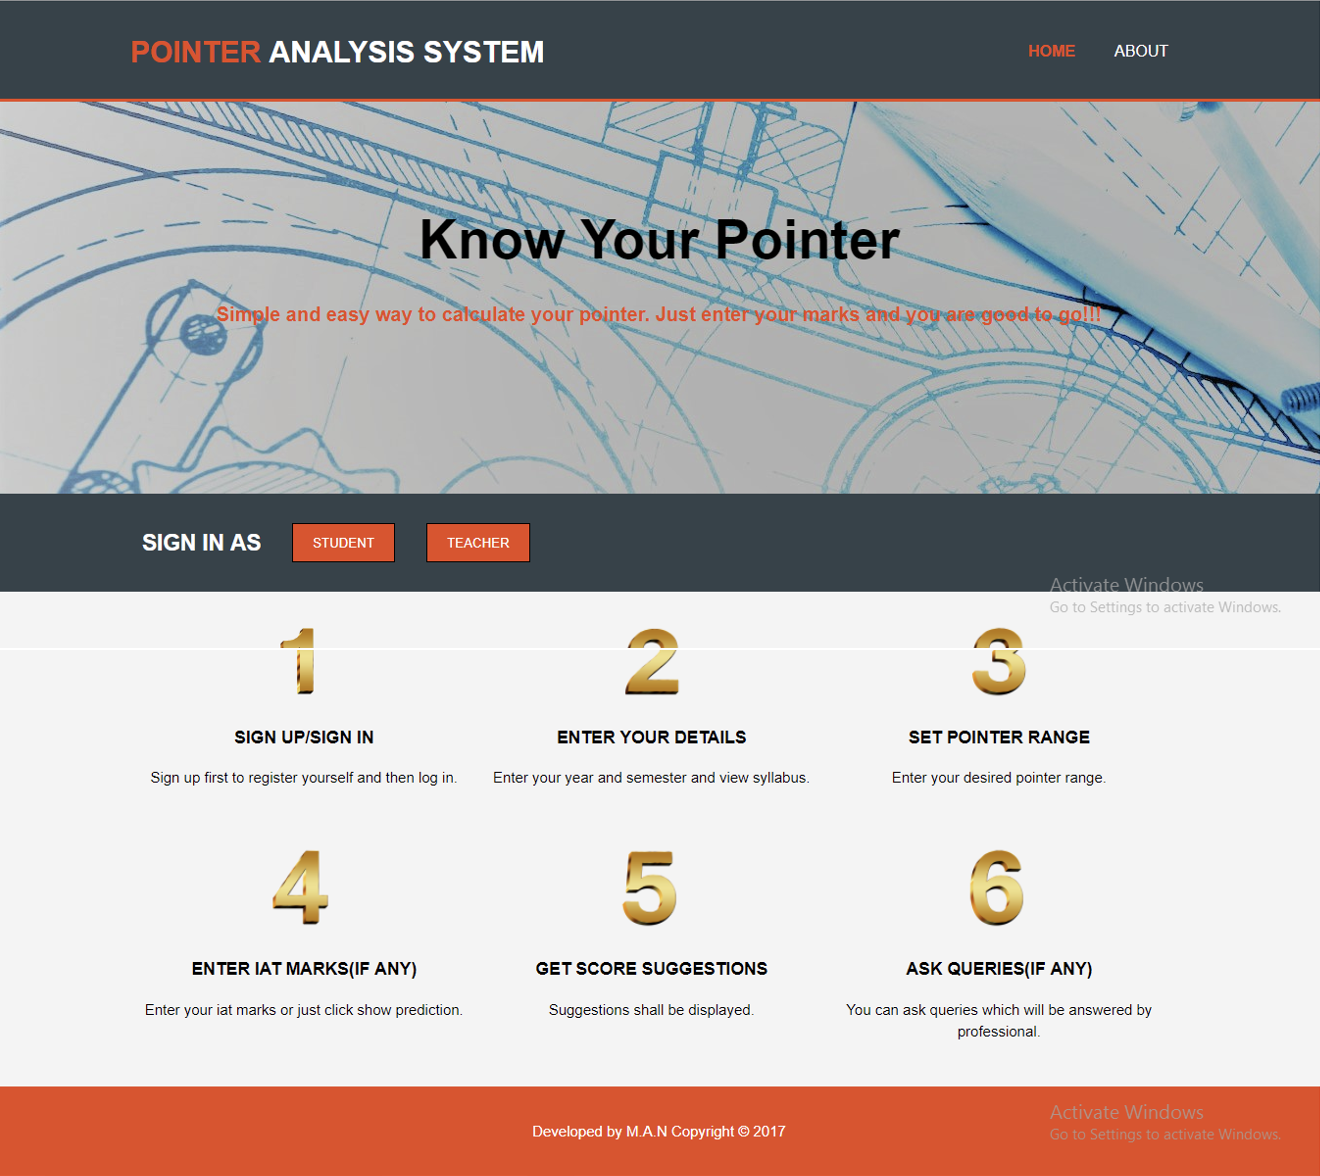 POINTER ANALYSIS SYSTEM
HOME
ABOUT
Know Your Pointer
Simple and easy way to calculate your pointer. Just enter your marks and you are good to go!!!
SIGN IN AS
STUDENT
TEACHER
Activate Windows
Go to Settings to activate Windows.
1
2
3
SIGN UP/SIGN IN
ENTER YOUR DETAILS
SET POINTER RANGE
Sign up first to register yourself and then log in.
Enter your year and semester and view syllabus.
Enter your desired pointer range.
4
5
6
ENTER IAT MARKS(IF ANY)
GET SCORE SUGGESTIONS
ASK QUERIES(IF ANY)
Enter your iat marks or just click show prediction.
Suggestions shall be displayed.
You can ask queries which will be answered by
professional.
Activate Windows
Go to Settings to activate Windows.
Developed by M.A.N Copyright © 2017